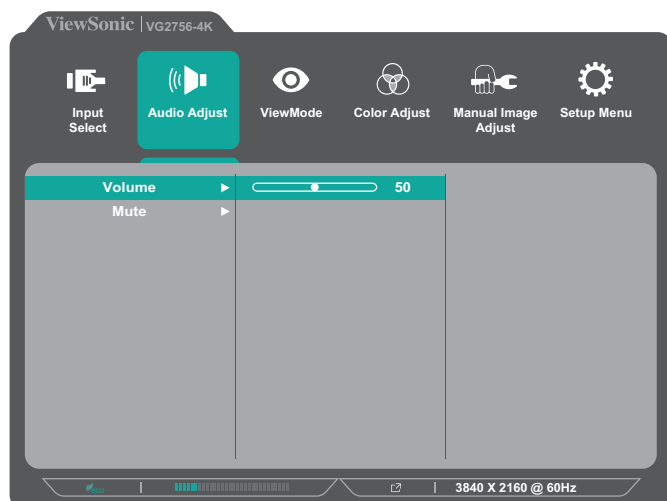 ViewSonic | VG2756-4K
Input Select
Audio Adjust
ViewMode
Color Adjust
Manual Image Adjust
Setup Menu
Volume
50
Mute
eco
3840 X 2160 @ 60Hz